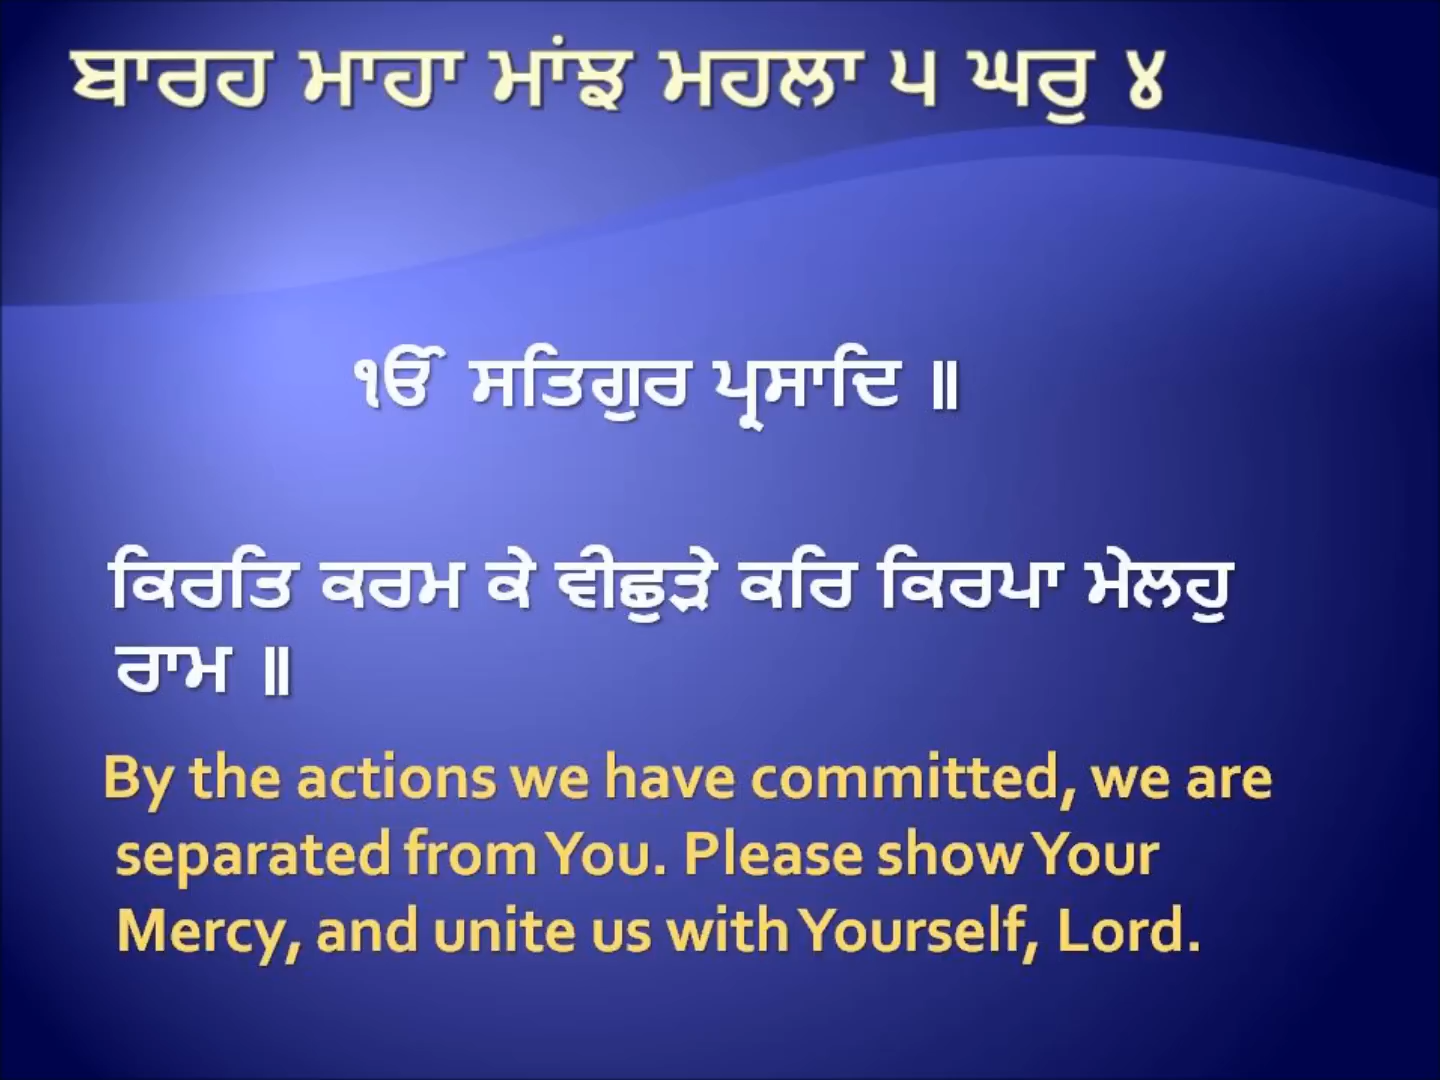 ਬਾਰਹ ਮਾਹਾ ਮਾਂਝ ਮਹਲਾ ੫ ਘਰੁ ੪
ੴ ਸਤਿਗੁਰ ਪ੍ਰਸਾਦਿ ॥
ਕਿਰਤਿ ਕਰਮ ਕੇ ਵੀਛੁੜੇ ਕਰਿ ਕਿਰਪਾ ਮੇਲਹੁ
ਰਾਮ ॥
By the actions we have committed, we are
separated from You. Please show Your
Mercy, and unite us with Yourself, Lord.